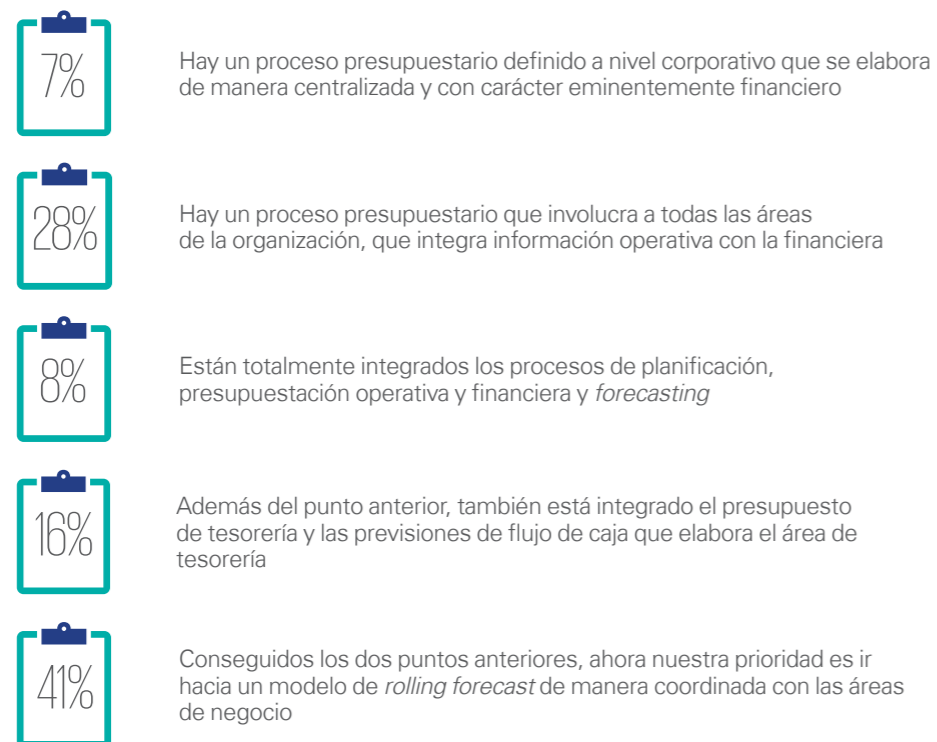 7%
Hay un proceso presupuestario definido a nivel corporativo que se elabora
de manera centralizada y con carácter eminentemente financiero
28%
Hay un proceso presupuestario que involucra a todas las áreas
de la organización, que integra información operativa con la financiera
8%
Están totalmente integrados los procesos de planificación,
presupuestación operativa y financiera y forecasting
16%
Además del punto anterior, también está integrado el presupuesto
de tesorería y las previsiones de flujo de caja que elabora el área de
tesorería
41%
Conseguidos los dos puntos anteriores, ahora nuestra prioridad es ir
hacia un modelo de rolling forecast de manera coordinada con las áreas
de negocio